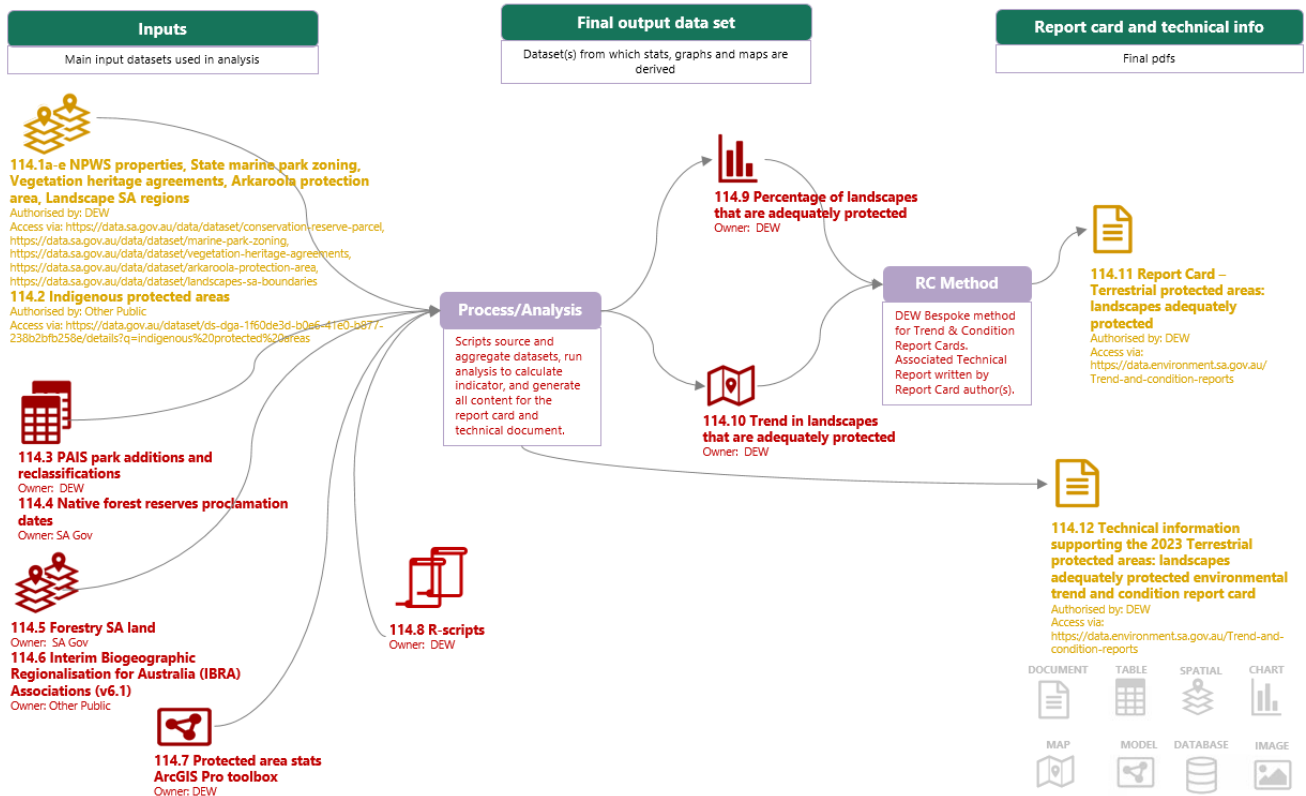 Inputs
Main input datasets used in analysis
Final output data set
Dataset(s) from which stats, graphs and maps are
derived
Report card and technical info
Final pdfs
114.1a-e NPWS properties, State marine park zoning,
Vegetation heritage agreements, Arkaroola protection
area, Landscape SA regions
Authorised by: DEW
Access via: https://data.sa.gov.au/data/dataset/conservation-reserve-parcel,
https://data.sa.gov.au/data/dataset/marine-park-zoning,
https://data.sa.gov.au/data/dataset/vegetation-heritage-agreements,
https://data.sa.gov.au/data/dataset/arkaroola-protection-area,
https://data.sa.gov.au/data/dataset/landscapes-sa-boundaries
114.2 Indigenous protected areas
Authorised by: Other Public
Access via: https://data.gov.au/dataset/ds-dga-1f60de3d-b0e6-41e0-b877-
238b2bfb258e/details?q=indigenous%20protected%20areas
114.3 PAIS park additions and
reclassifications
Owner: DEW
114.4 Native forest reserves proclamation
dates
Owner: SA Gov
114.5 Forestry SA land
Owner: SA Gov
114.6 Interim Biogeographic
Regionalisation for Australia (IBRA)
Associations (v6.1)
Owner: Other Public
114.7 Protected area stats
ArcGIS Pro toolbox
Owner: DEW
114.8 R-scripts
Owner: DEW
Process/Analysis
Scripts source and
aggregate datasets, run
analysis to calculate
indicator, and generate
all content for the
report card and
technical document.
114.9 Percentage of landscapes
that are adequately protected
Owner: DEW
114.10 Trend in landscapes
that are adequately protected
Owner: DEW
RC Method
DEW Bespoke method
for Trend & Condition
Report Cards.
Associated Technical
Report written by
Report Card author(s).
114.11 Report Card –
Terrestrial protected areas:
landscapes adequately
protected
Authorised by: DEW
Access via:
https://data.environment.sa.gov.au/
Trend-and-condition-reports
114.12 Technical information
supporting the 2023 Terrestrial
protected areas: landscapes
adequately protected environmental
trend and condition report card
Authorised by: DEW
Access via:
https://data.environment.sa.gov.au/Trend-and-
condition-reports
DOCUMENT TABLE SPATIAL CHART
MAP MODEL DATABASE IMAGE